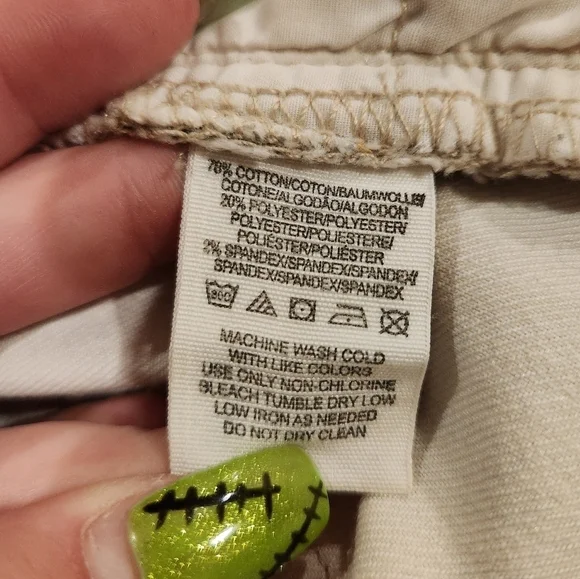 78% COTTON/COTON/BAUMWOLLE/
COTONE/ALGODÃO/ALGODON
20% POLYESTER/POLYESTER/
POLYESTER/POLIESTERE/
POLIÉSTER/POLIÉSTER
2% SPANDEX/SPANDEX/SPANDEX/
SPANDEX/SPANDEX/SPANDEX
MACHINE WASH COLD
WITH LIKE COLORS
USE ONLY NON-CHLORINE
BLEACH TUMBLE DRY LOW
LOW IRON AS NEEDED
DO NOT DRY CLEAN